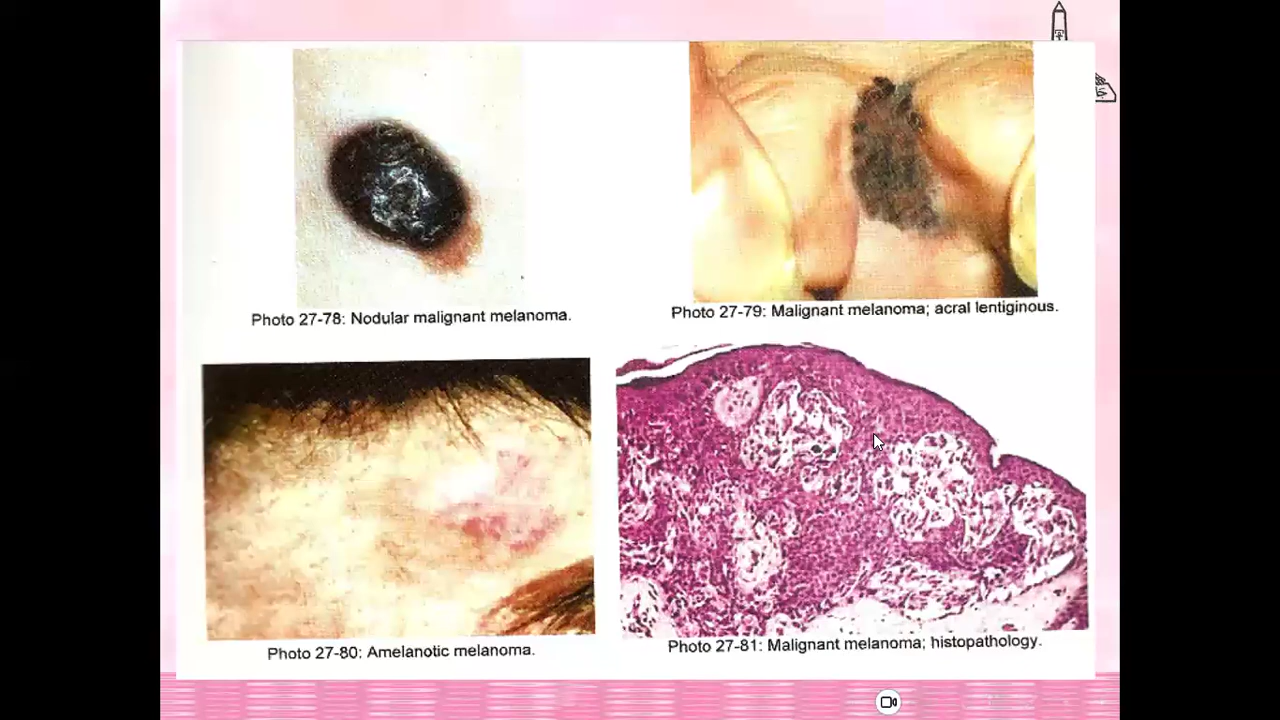 Photo 27-78: Nodular malignant melanoma.
Photo 27-79: Malignant melanoma; acral lentiginous.
Photo 27-80: Amelanotic melanoma.
Photo 27-81: Malignant melanoma; histopathology.